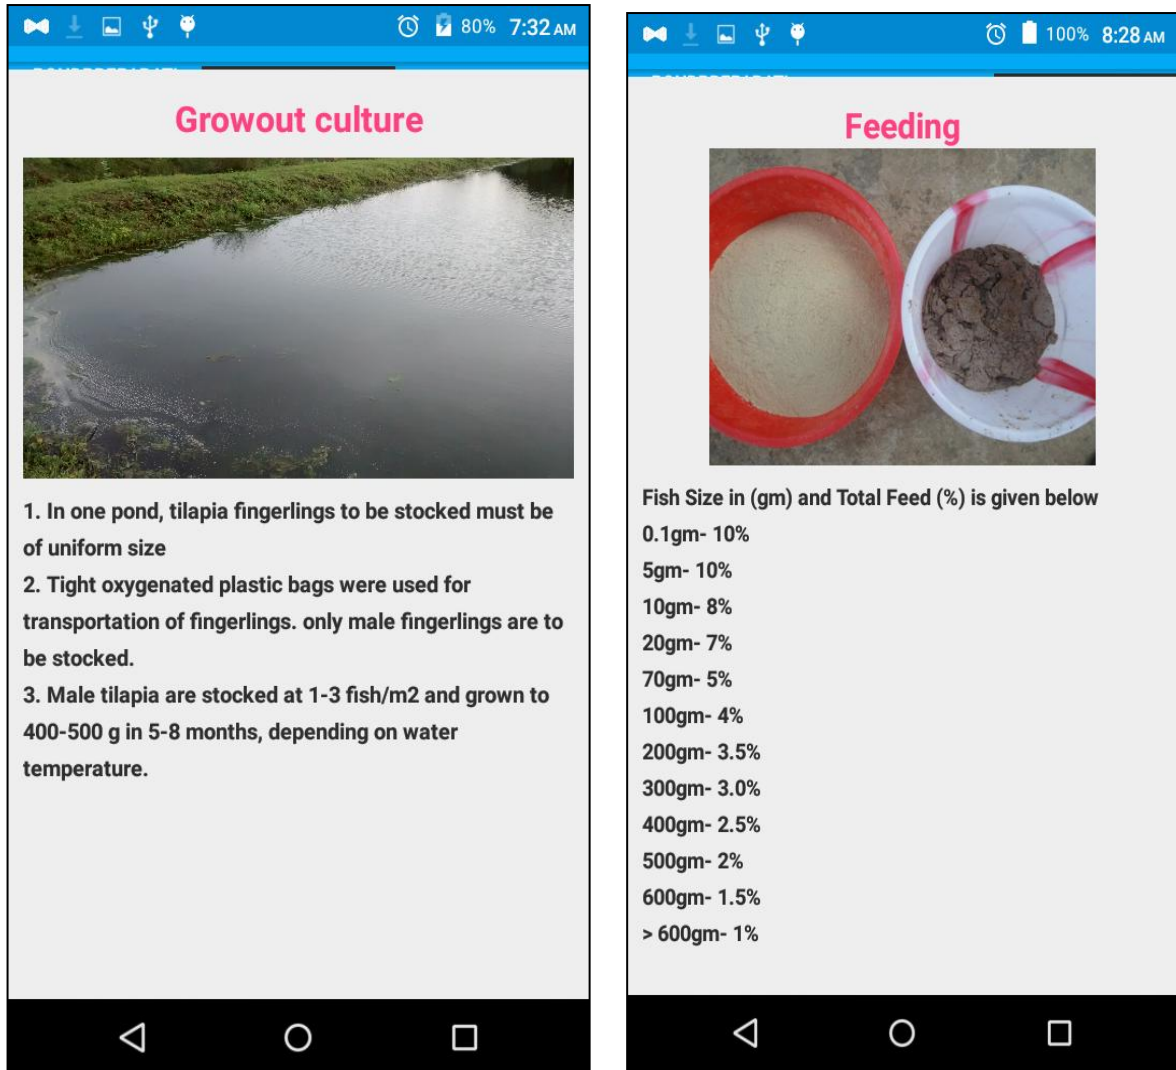 80% 7:32 AM
Growout culture
1. In one pond, tilapia fingerlings to be stocked must be
of uniform size
2. Tight oxygenated plastic bags were used for
transportation of fingerlings. only male fingerlings are to
be stocked.
3. Male tilapia are stocked at 1-3 fish/m2 and grown to
400-500 g in 5-8 months, depending on water
temperature.
100% 8:28 AM
Feeding
Fish Size in (gm) and Total Feed (%) is given below
0.1gm- 10%
5gm- 10%
10gm- 8%
20gm- 7%
70gm- 5%
100gm- 4%
200gm- 3.5%
300gm- 3.0%
400gm- 2.5%
500gm- 2%
600gm- 1.5%
> 600gm- 1%